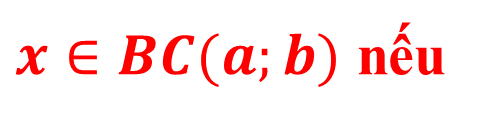 x ∈ BC(a; b) nếu